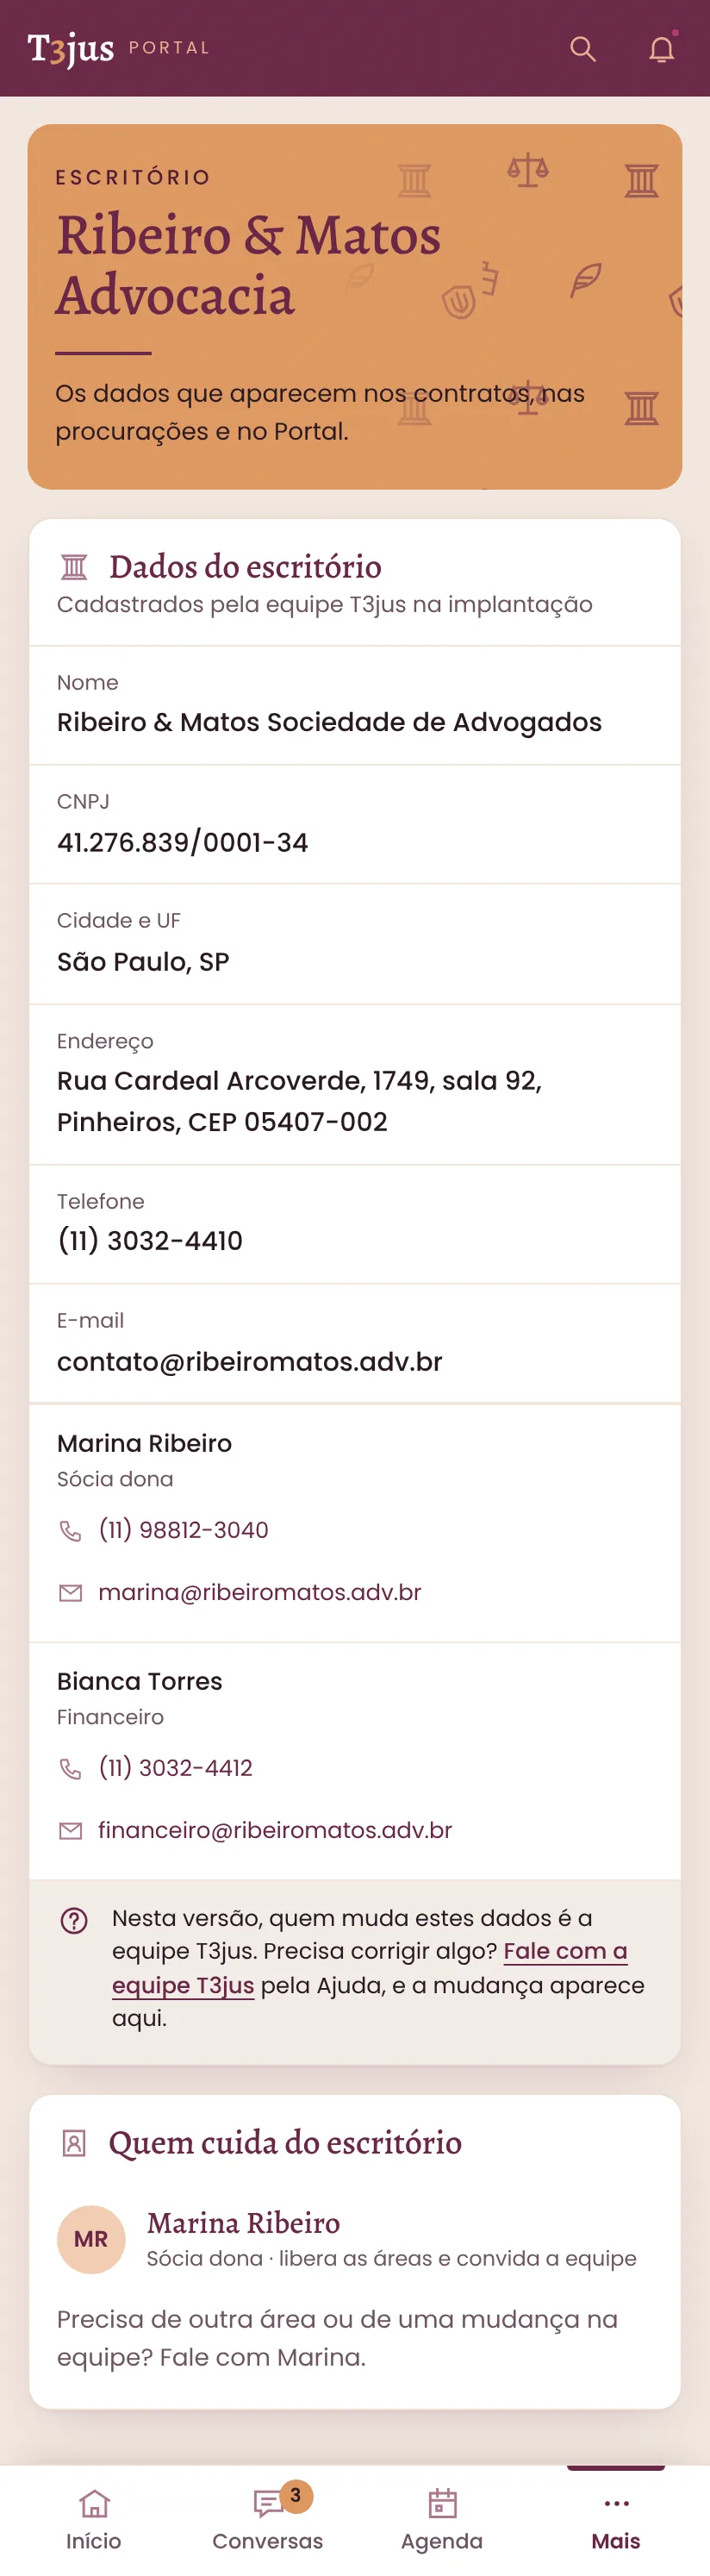 T3jus PORTAL
ESCRITÓRIO
Ribeiro & Matos
Advocacia
Os dados que aparecem nos contratos, nas
procurações e no Portal.
Dados do escritório
Cadastrados pela equipe T3jus na implantação
Nome
Ribeiro & Matos Sociedade de Advogados
CNPJ
41.276.839/0001-34
Cidade e UF
São Paulo, SP
Endereço
Rua Cardeal Arcoverde, 1749, sala 92,
Pinheiros, CEP 05407-002
Telefone
(11) 3032-4410
E-mail
contato@ribeiromatos.adv.br
Marina Ribeiro
Sócia dona
(11) 98812-3040
marina@ribeiromatos.adv.br
Bianca Torres
Financeiro
(11) 3032-4412
financeiro@ribeiromatos.adv.br
Nesta versão, quem muda estes dados é a
equipe T3jus. Precisa corrigir algo? Fale com a
equipe T3jus pela Ajuda, e a mudança aparece
aqui.
Quem cuida do escritório
MR
Marina Ribeiro
Sócia dona · libera as áreas e convida a equipe
Precisa de outra área ou de uma mudança na
equipe? Fale com Marina.
3
Início
Conversas
Agenda
Mais